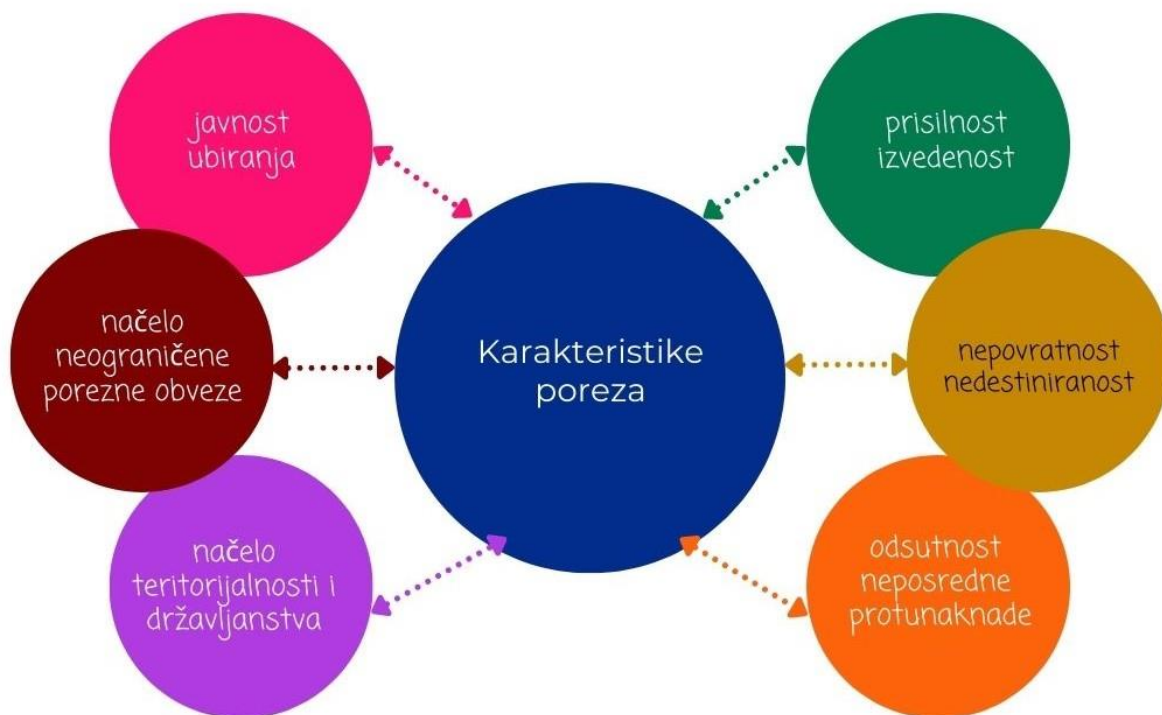 javnost
ubiranja
prisilnost
izvedenost
načelo
neograničene
porezne obveze
Karakteristike
poreza
nepovratnost
nedestiniranost
načelo
teritorijalnosti i
državljanstva
odsutnost
neposredne
protunaknade